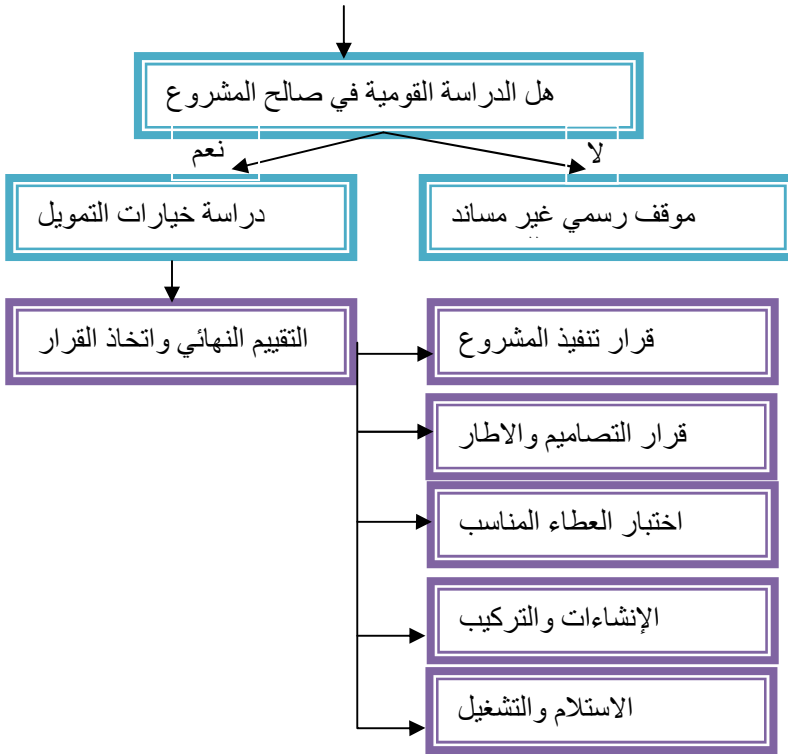 هل الدراسة القومية في صالح المشروع
نعم
لا
دراسة خيارات التمويل
موقف رسمي غير مساند
التقييم النهائي واتخاذ القرار
قرار تنفيذ المشروع
قرار التصاميم والاطار
اختبار العطاء المناسب
الإنشاءات والتركيب
الاستلام والتشغيل